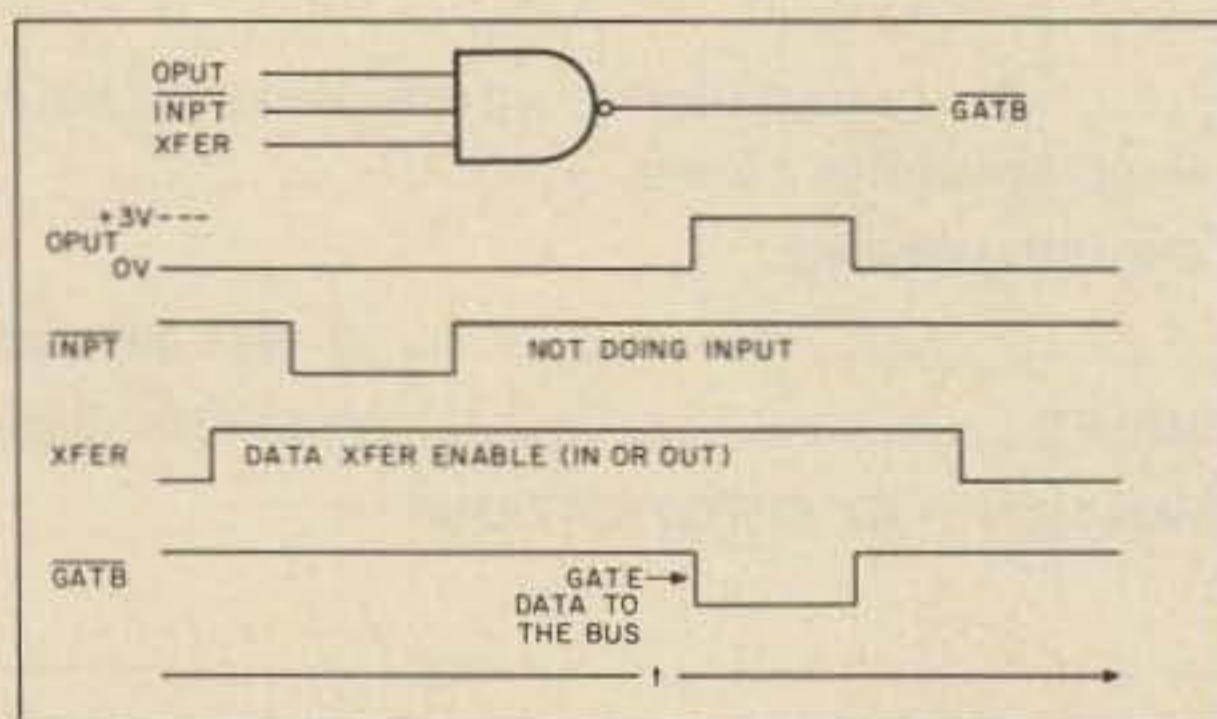 OPUT
INPT
XFER
GATB
+3V
OPUT
0V
INPT
NOT DOING INPUT
XFER
DATA XFER ENABLE (IN OR OUT)
GATB
GATE
DATA TO
THE BUS
t